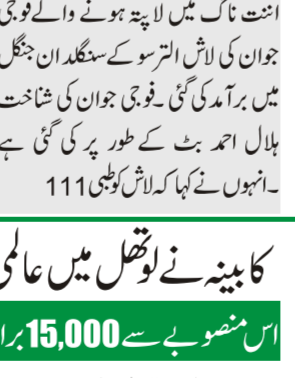 اننت ناگ میں لا پتہ ہونے والے فوجی
جوان کی لاش الترسو کے سنگلدان جنگل
میں برآمد کی گئی ۔ فوجی جوان کی شناخت
ہلال احمد بٹ کے طور پر کی گئی ہے
۔انہوں نے کہا کہ لاش کو طبی 111
کابینہ نے لوتھل میں عالمی
اس منصوبے سے 15,000 برا